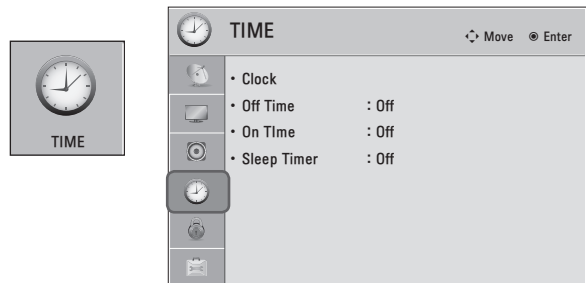 TIME
TIME
Move Enter
• Clock
• Off Time : Off
• On TIme : Off
• Sleep Timer : Off